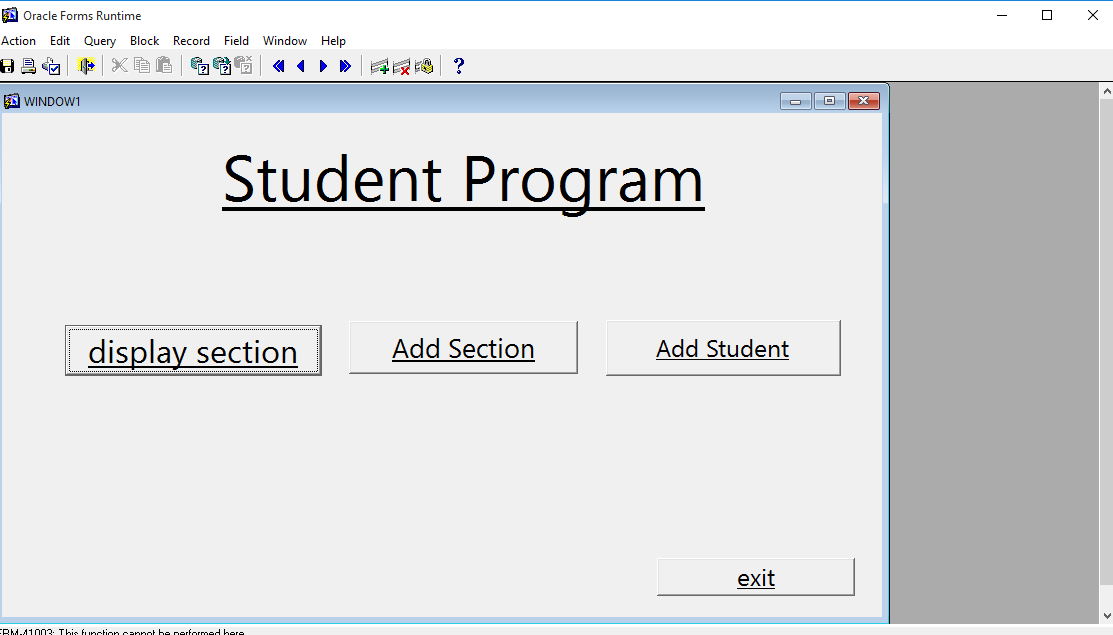 Oracle Forms Runtime
Action Edit Query Block Record Field Window Help
WINDOW1
Student Program
display section Add Section Add Student
exit
FRM-41003: This function cannot be performed here.